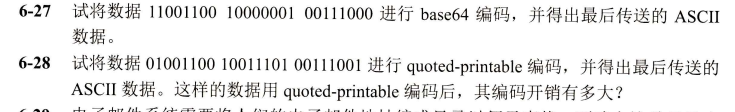 6-27 试将数据 11001100 10000001 00111000 进行 base64 编码，并得出最后传送的 ASCII
数据。
6-28 试将数据 01001100 10011101 00111001 进行 quoted-printable 编码，并得出最后传送的
ASCII 数据。这样的数据用 quoted-printable 编码后，其编码开销有多大？